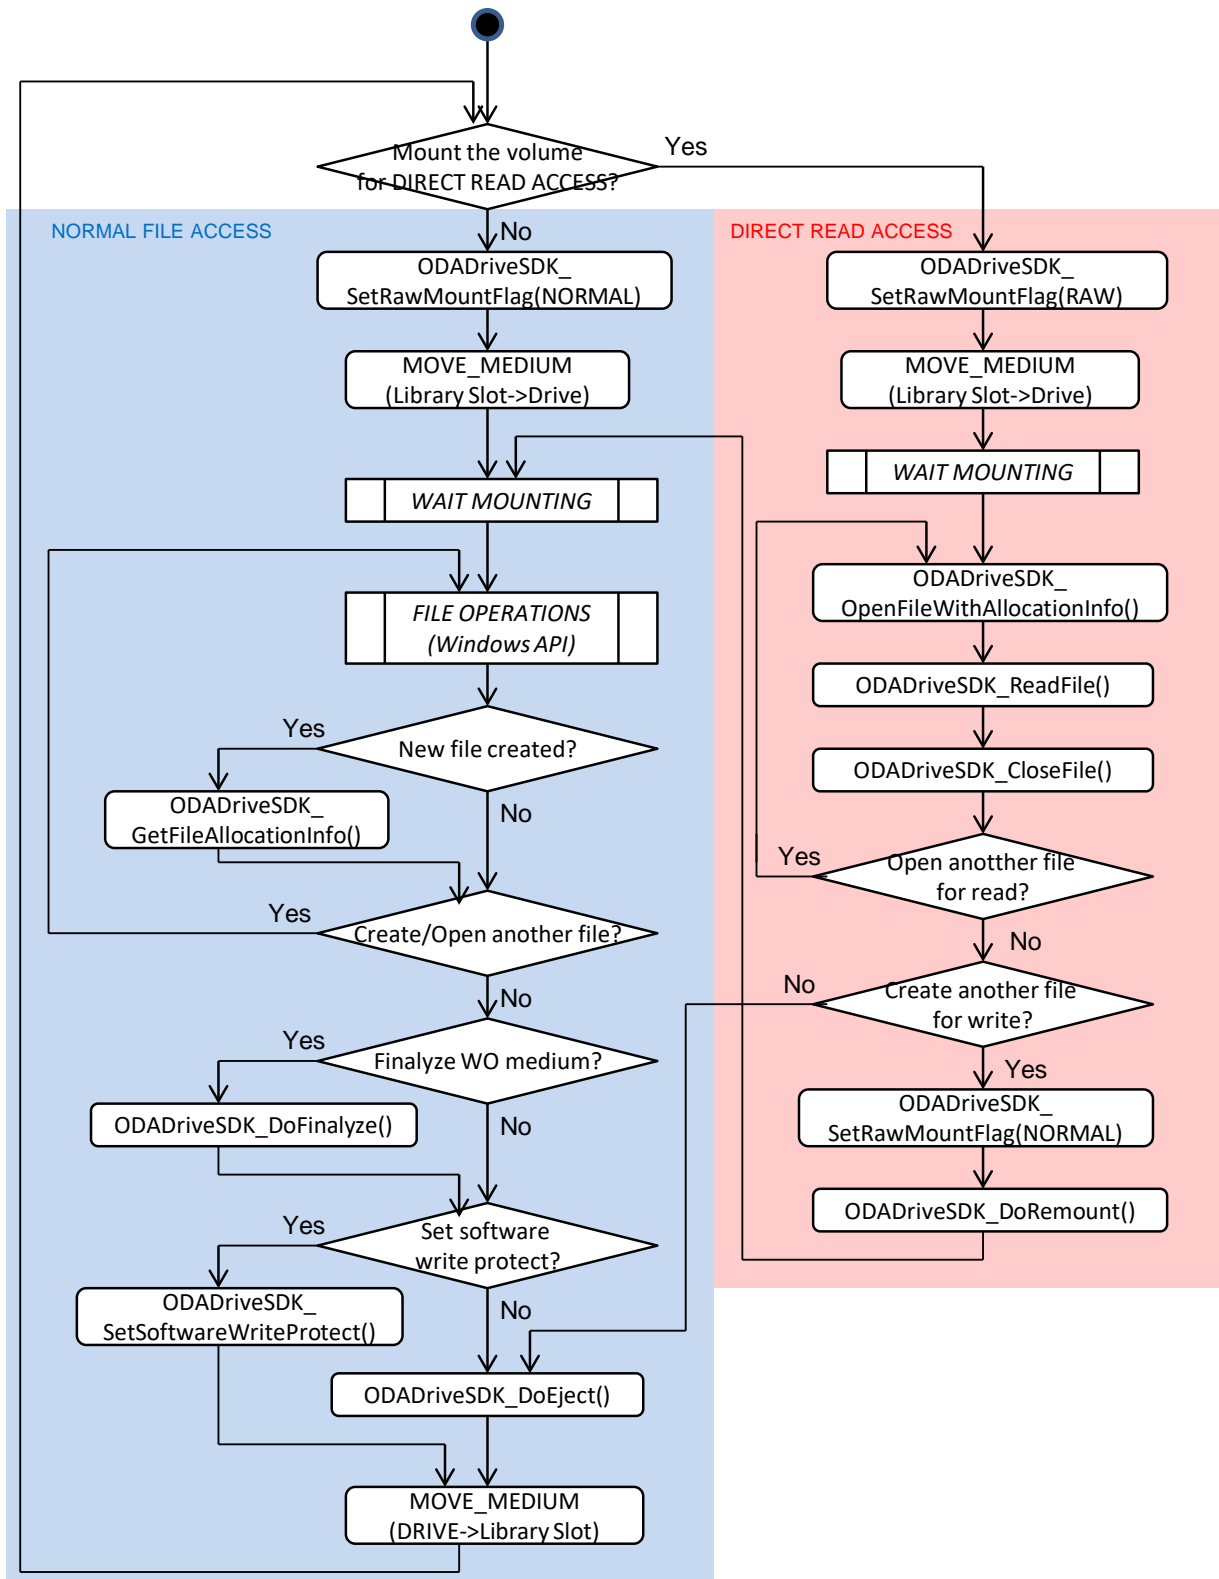 Mount the volume
for DIRECT READ ACCESS?
Yes
No
NORMAL FILE ACCESS
ODADriveSDK_
SetRawMountFlag(NORMAL)
MOVE_MEDIUM
(Library Slot->Drive)
WAIT MOUNTING
FILE OPERATIONS
(Windows API)
New file created?
Yes
No
ODADriveSDK_
GetFileAllocationInfo()
Create/Open another file?
Yes
No
Finalyze WO medium?
Yes
No
ODADriveSDK_DoFinalyze()
Set software
write protect?
Yes
No
ODADriveSDK_
SetSoftwareWriteProtect()
ODADriveSDK_DoEject()
MOVE_MEDIUM
(DRIVE->Library Slot)
DIRECT READ ACCESS
ODADriveSDK_
SetRawMountFlag(RAW)
MOVE_MEDIUM
(Library Slot->Drive)
WAIT MOUNTING
ODADriveSDK_
OpenFileWithAllocationInfo()
ODADriveSDK_ReadFile()
ODADriveSDK_CloseFile()
Open anotther file
for read?
Yes
No
Create another file
for write?
No
Yes
ODADriveSDK_
SetRawMountFlag(NORMAL)
ODADriveSDK_DoRemount()